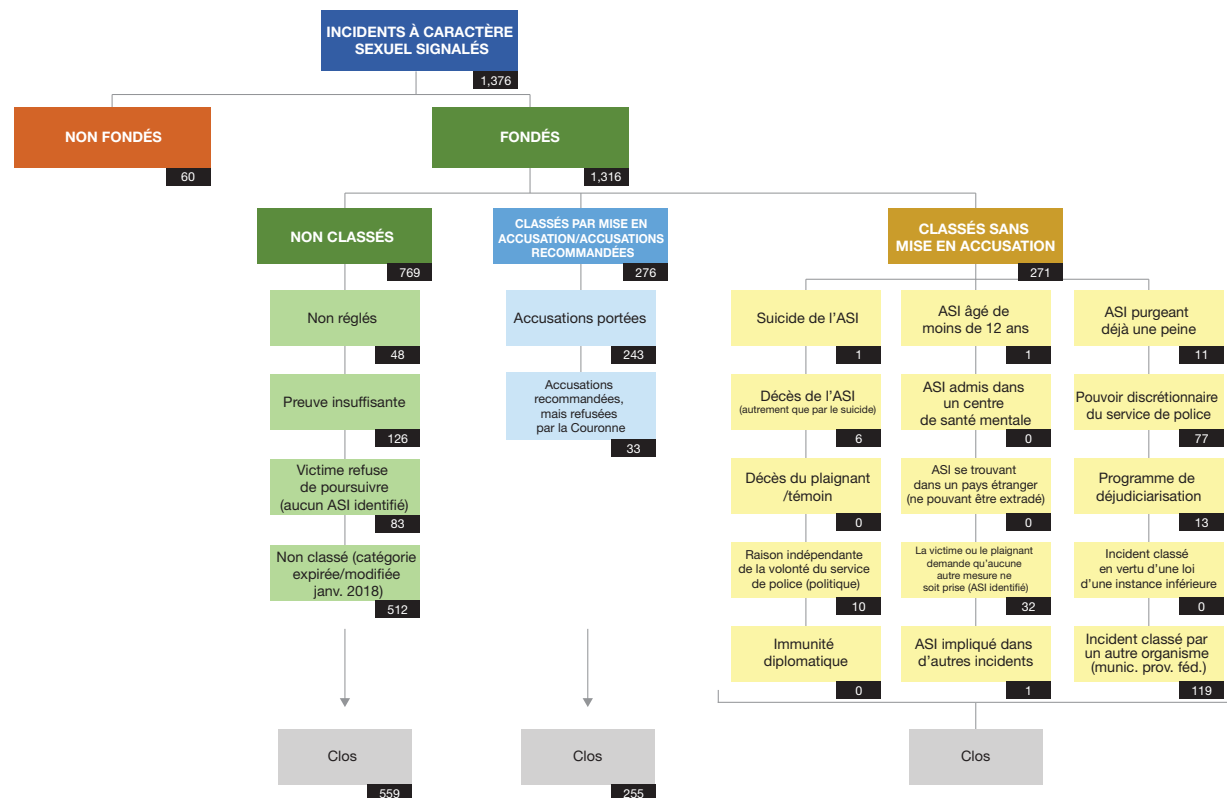 INCIDENTS À CARACTÈRE
SEXUEL SIGNALÉS
1,376
NON FONDÉS
60
FONDÉS
1,316
NON CLASSÉS
769
Non réglés
48
Preuve insuffisante
126
Victime refuse
de poursuivre
(aucun ASI identifié)
83
Non classé (catégorie
expirée/modifiée
janv. 2018)
512
Clos
559
CLASSÉS PAR MISE EN
ACCUSATION/ACCUSATIONS
RECOMMANDÉES
276
Accusations portées
243
Accusations
recommandées,
mais refusées
par la Couronne
33
Clos
255
CLASSÉS SANS
MISE EN ACCUSATION
271
Suicide de l’ASI
1
Décès de l’ASI
(autrement que par le suicide)
6
Décès du plaignant
/témoin
0
Raison indépendante
de la volonté du service
de police (politique)
10
Immunité
diplomatique
0
ASI âgé de
moins de 12 ans
1
ASI admis dans
un centre
de santé mentale
0
ASI se trouvant
dans un pays étranger
(ne pouvant être extradé)
0
La victime ou le plaignant
demande qu’aucune
autre mesure ne
soit prise (ASI identifié)
32
ASI impliqué dans
d’autres incidents
1
ASI purgeant
déjà une peine
11
Pouvoir discrétionnaire
du service de police
77
Programme de
déjudiciarisation
13
Incident classé
en vertu d’une loi
d’une instance inférieure
0
Incident classé par
un autre organisme
(munic. prov. féd.)
119
Clos